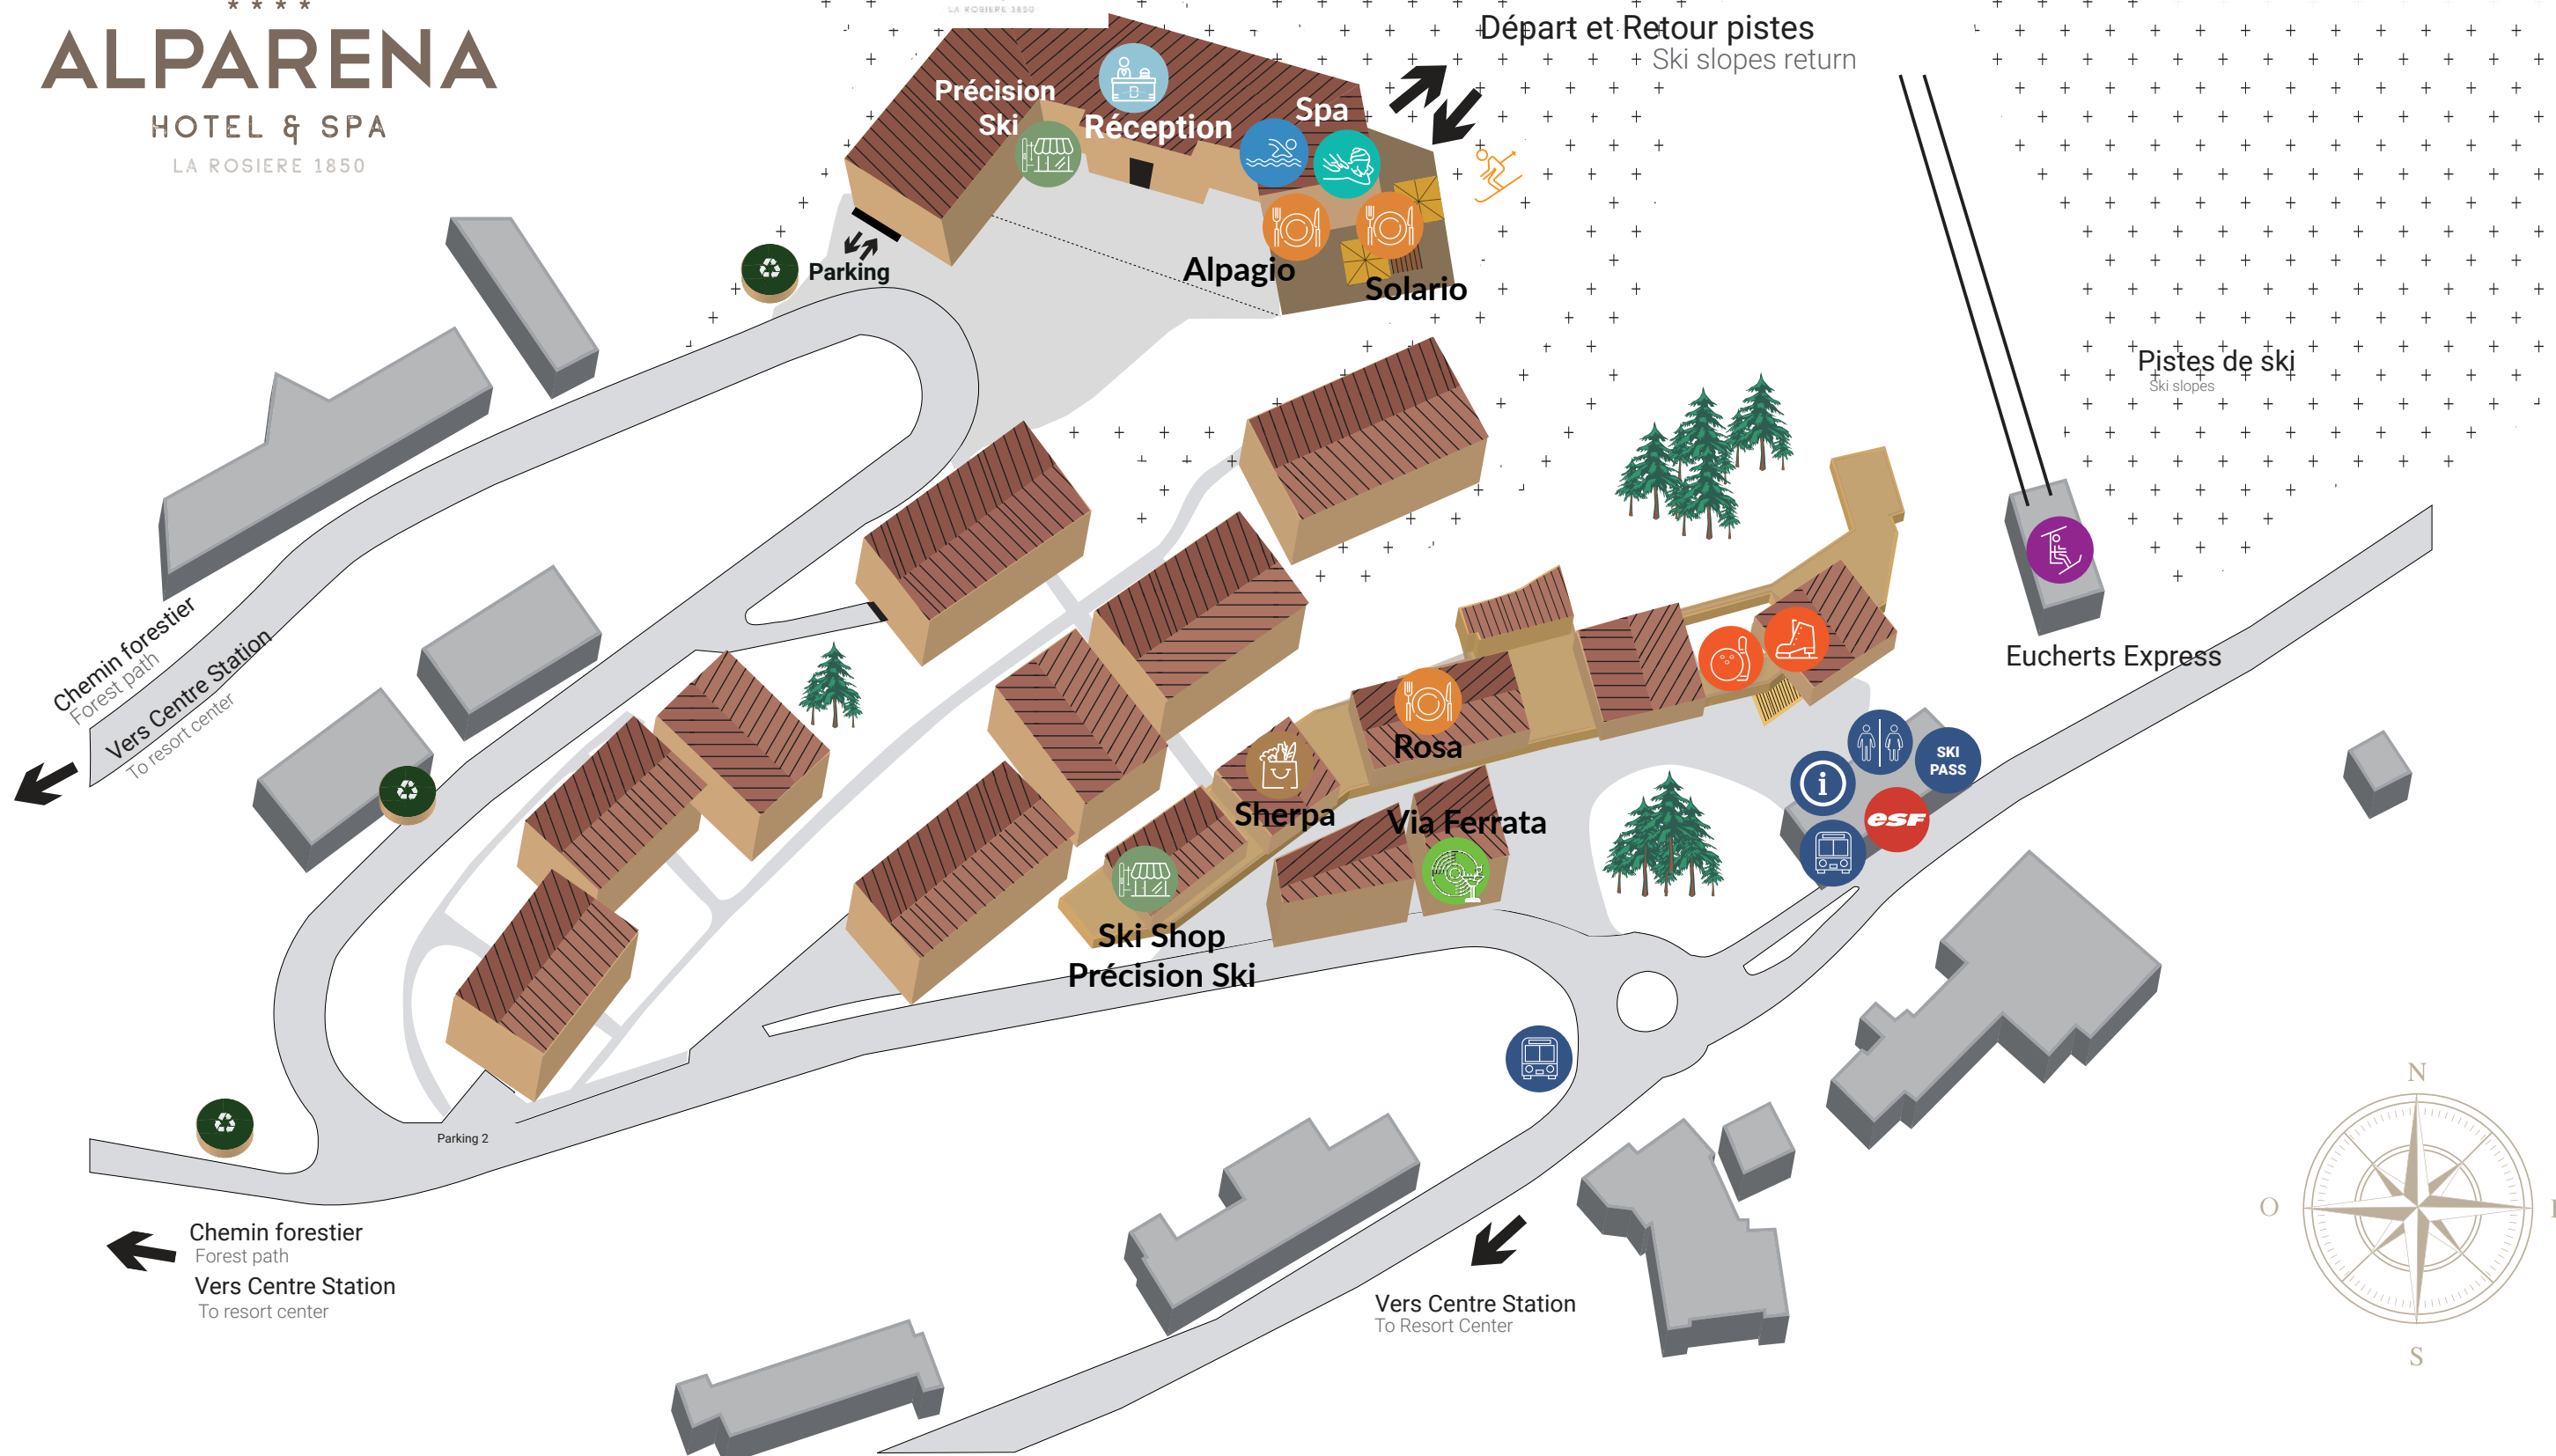 ALPARENA
HOTEL & SPA
LA ROSIERE 1850
LA ROSIERE 1850
Départ et Retour pistes
Ski slopes return
Précision
Ski
Réception
Spa
Parking
Alpagio
Solario
Pistes de ski
Ski slopes
Chemin forestier
Forest path
Vers Centre Station
To resort center
Eucherts Express
Rosa
Sherpa
Via Ferrata
SKI
PASS
i
esf
Ski Shop
Précision Ski
Parking 2
Chemin forestier
Forest path
Vers Centre Station
To resort center
Vers Centre Station
To Resort Center
N
O
S